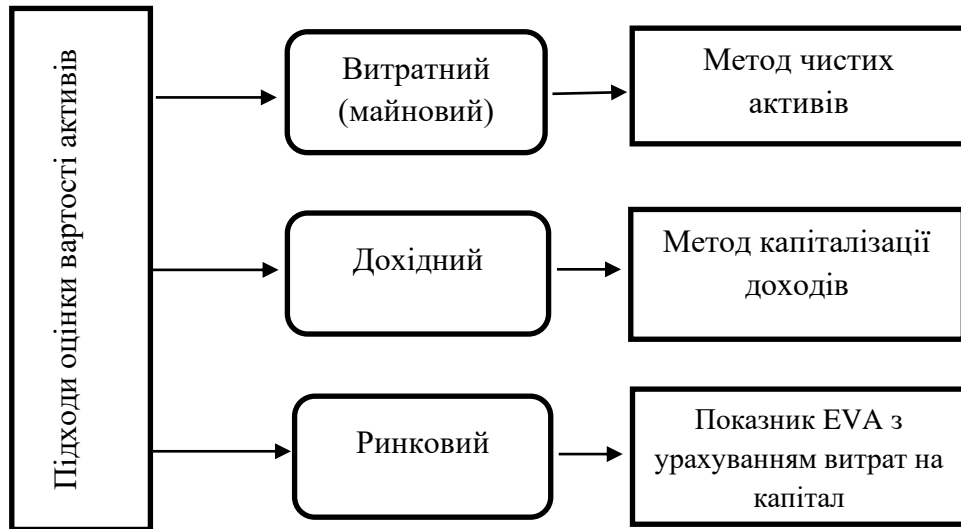 Підходи оцінки вартості активів
Витратний
(майновий)
Метод чистих
активів
Дохідний
Метод капіталізації
доходів
Ринковий
Показник EVA з
урахуванням витрат на
капітал